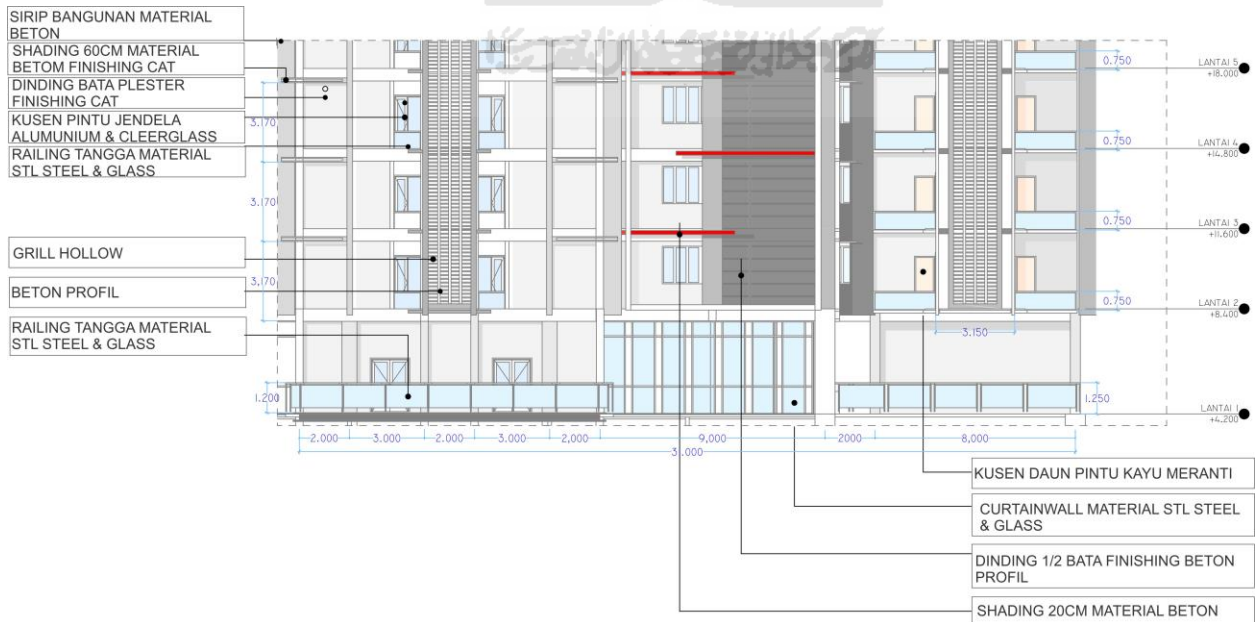 SIRIP BANGUNAN MATERIAL
BETON
SHADING 60CM MATERIAL
BETOM FINISHING CAT
DINDING BATA PLESTER
FINISHING CAT
KUSEN PINTU JENDELA
ALUMUNIUM & CLEERGLASS
RAILING TANGGA MATERIAL
STL STEEL & GLASS
GRILL HOLLOW
BETON PROFIL
RAILING TANGGA MATERIAL
STL STEEL & GLASS
3.170
3.170
3.170
1.200
0.750
0.750
0.750
0.750
3.150
1.250
LANTAI 5
+18.000
LANTAI 4
+14.800
LANTAI 3
+11.600
LANTAI 2
+8.400
LANTAI 1
+4.200
2.000 3.000 2.000 3.000 2,000 9,000 2000 8,000
KUSEN DAUN PINTU KAYU MERANTI
CURTAINWALL MATERIAL STL STEEL
& GLASS
DINDING 1/2 BATA FINISHING BETON
PROFIL
SHADING 20CM MATERIAL BETON